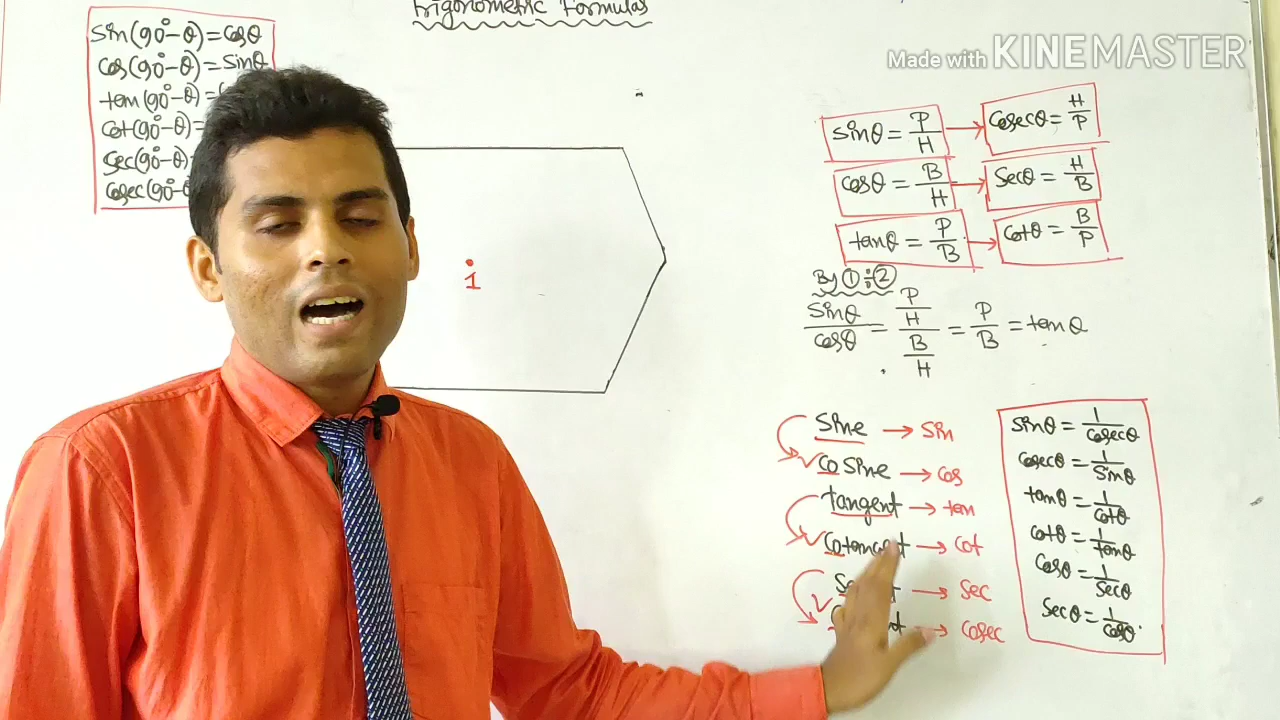 Trigonometric Formulas
Made with KINEMASTER
sin(90°-θ)=cosθ
cos(90°-θ)=sinθ
tan(90°-θ)=
cot(90°-θ)=
sec(90°-θ)=
cosec(90°-θ
sinθ = P/H → cosecθ = H/P
cosθ = B/H → secθ = H/B
tanθ = P/B → cotθ = B/P
By ① ÷ ②
sinθ/cosθ = (P/H)/(B/H) = P/B = tanθ
1
sine → sin
cosine → cos
tangent → tan
cotangent → cot
→ sec
→ cosec
sinθ = 1/cosecθ
cosecθ = 1/sinθ
tanθ = 1/cotθ
cotθ = 1/tanθ
cosθ = 1/secθ
secθ = 1/cosθ